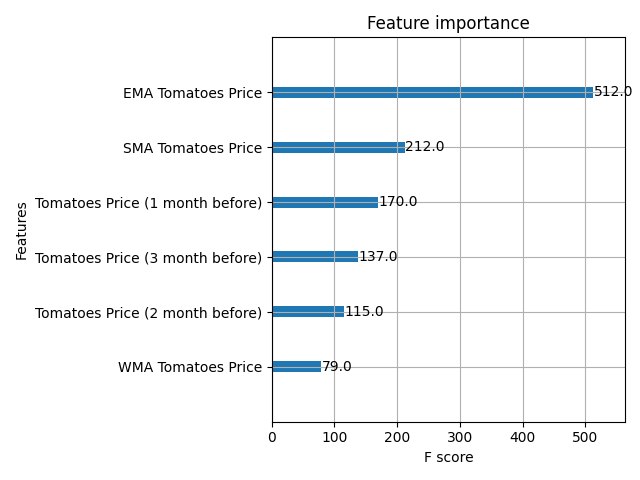 Feature importance
EMA Tomatoes Price
512.0
SMA Tomatoes Price
212.0
Tomatoes Price (1 month before)
170.0
Tomatoes Price (3 month before)
137.0
Tomatoes Price (2 month before)
115.0
WMA Tomatoes Price
79.0
Features
0 100 200 300 400 500
F score